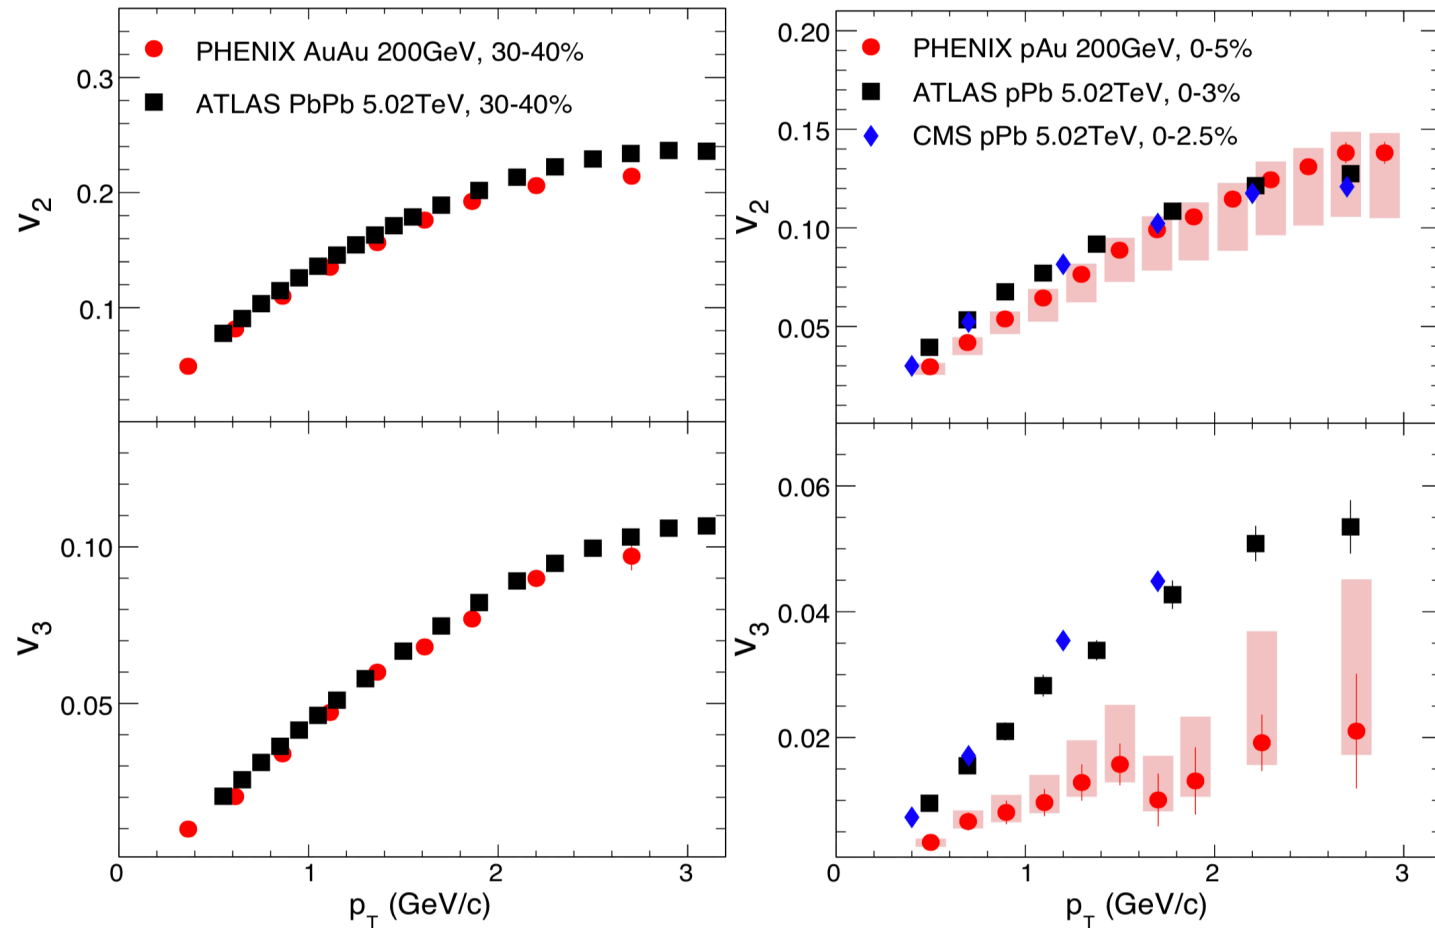 PHENIX AuAu 200GeV, 30-40%
ATLAS PbPb 5.02TeV, 30-40%
0.3
0.2
0.1
v2
0.10
0.05
v3
0 1 2 3
pT (GeV/c)
PHENIX pAu 200GeV, 0-5%
ATLAS pPb 5.02TeV, 0-3%
CMS pPb 5.02TeV, 0-2.5%
0.20
0.15
0.10
0.05
v2
0.06
0.04
0.02
v3
0 1 2 3
pT (GeV/c)